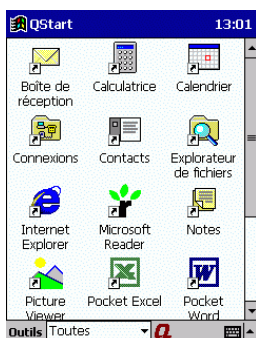 QStart 13:01
Boîte de réception
Calculatrice
Calendrier
Connexions
Contacts
Explorateur de fichiers
Internet Explorer
Microsoft Reader
Notes
Picture Viewer
Pocket Excel
Pocket Word
Outils Toutes